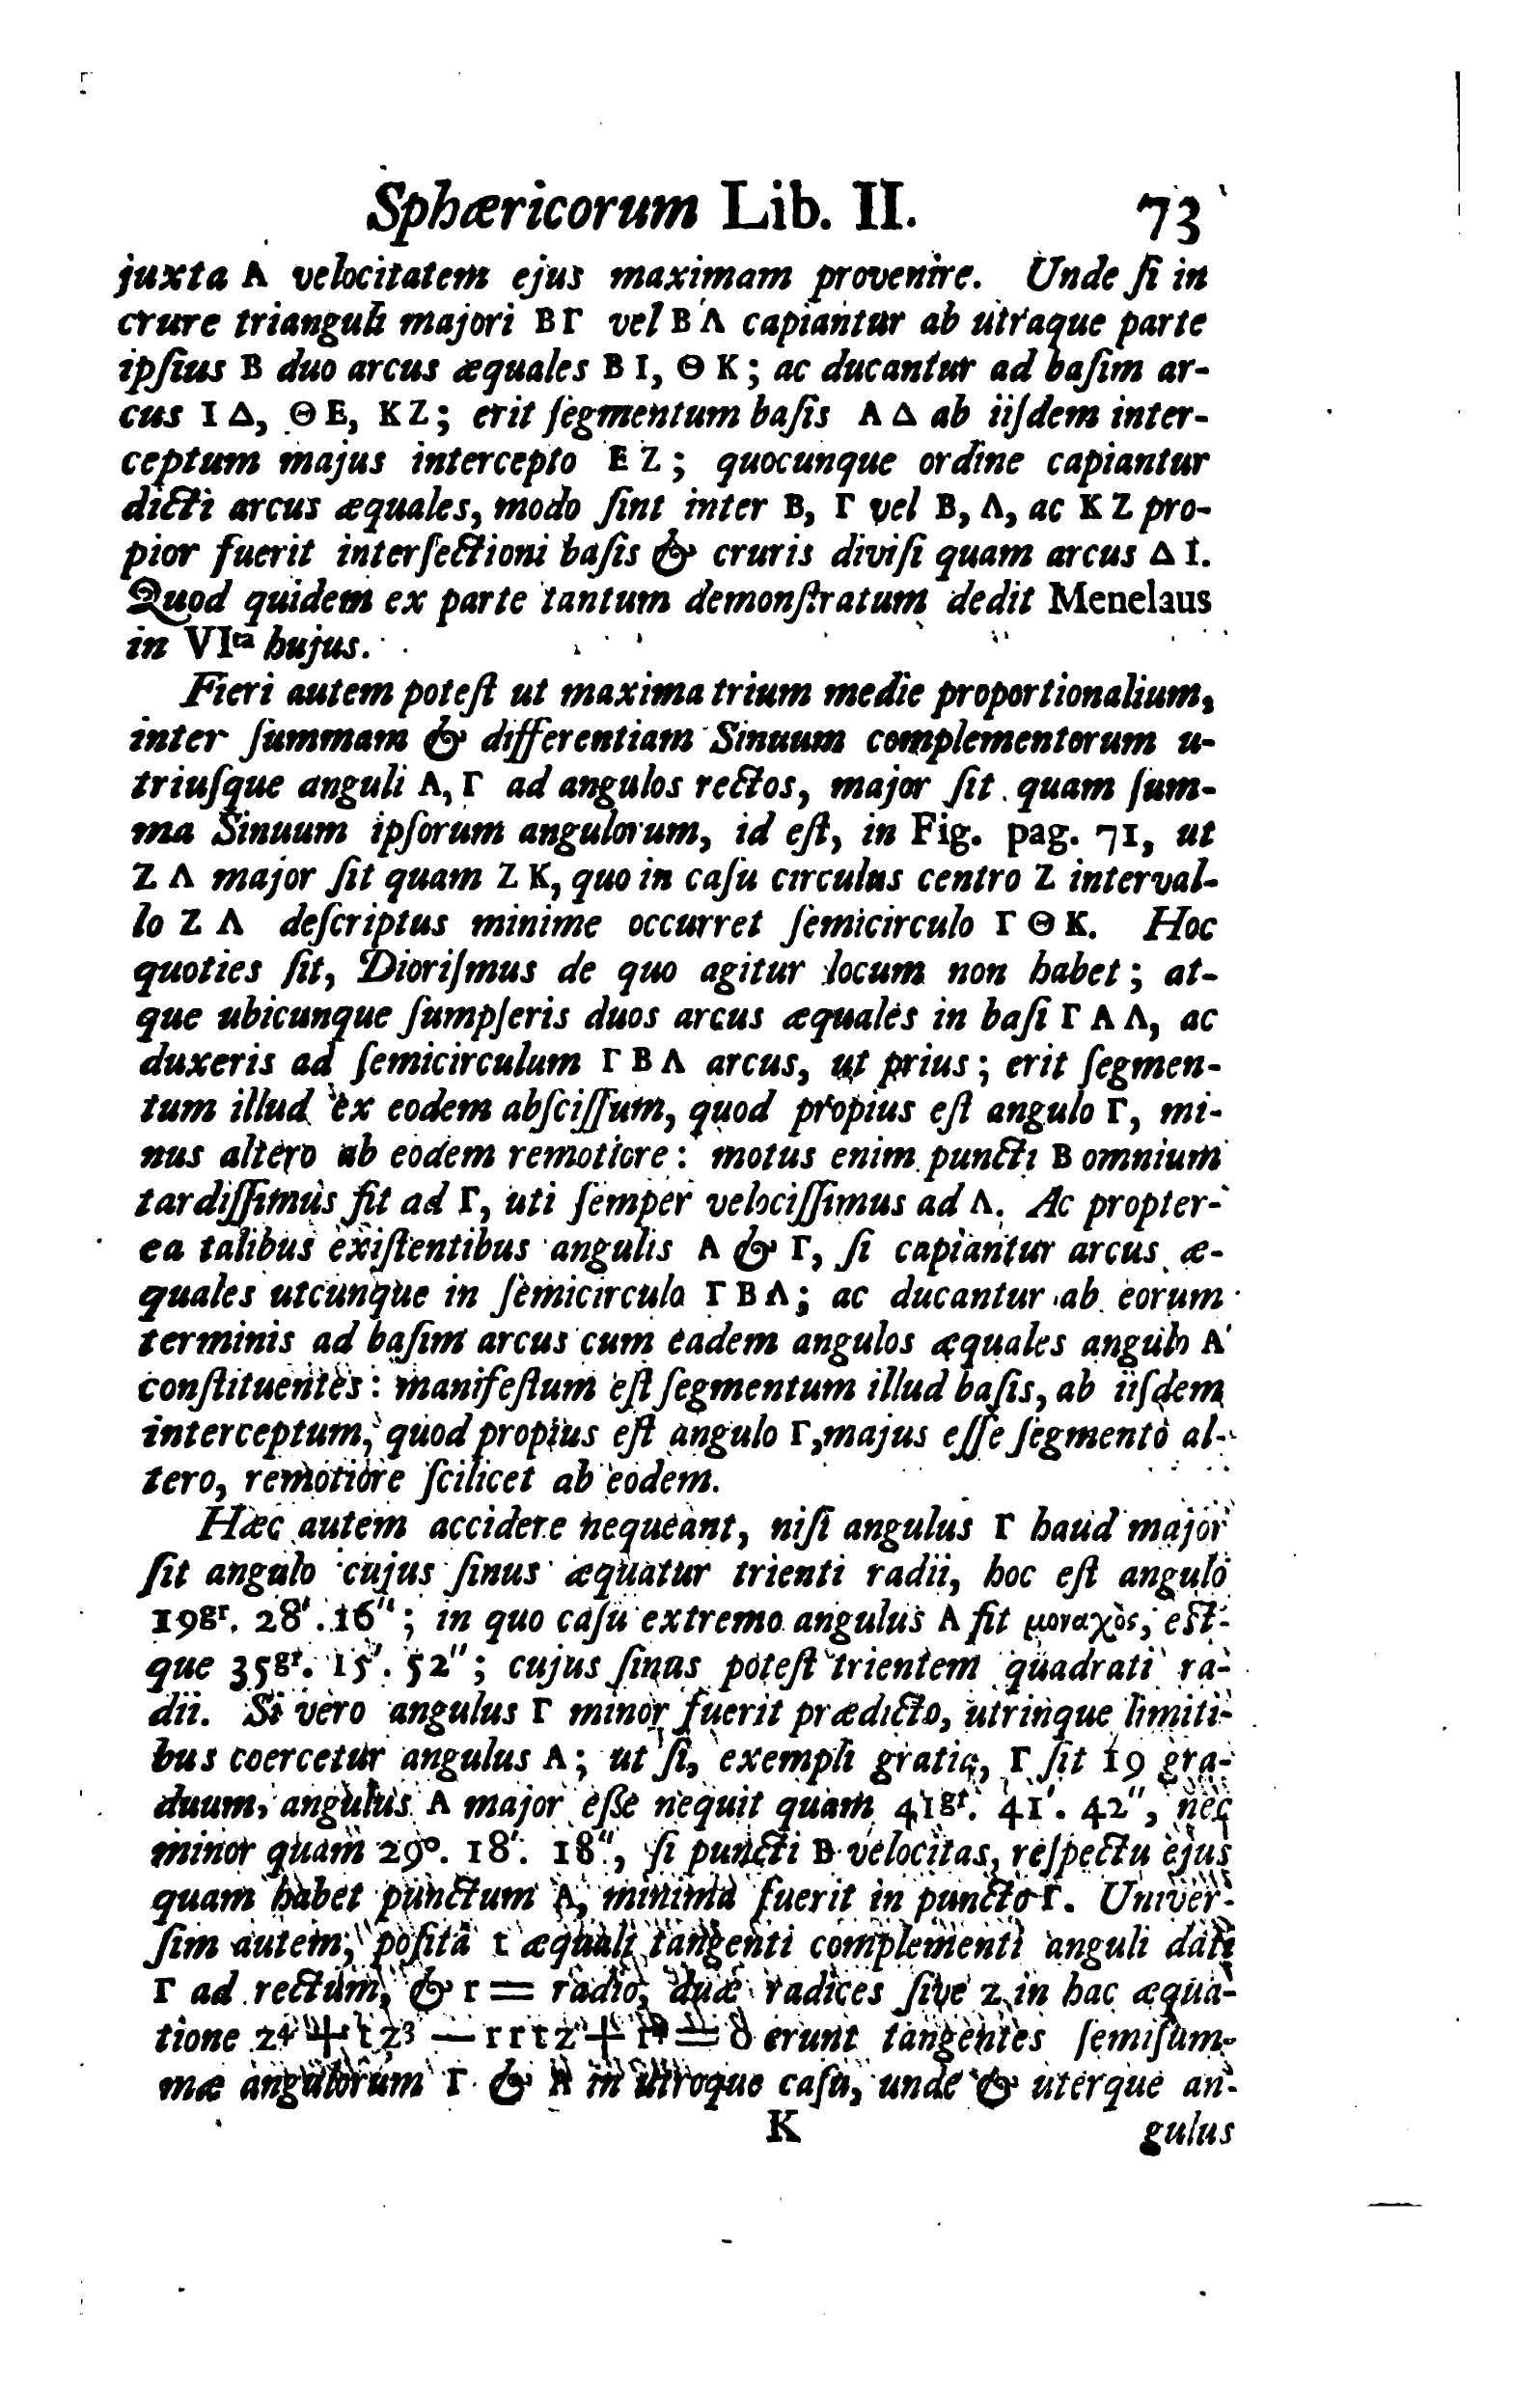 Sphæricorum Lib. II. 73
juxta Λ velocitatem ejus maximam provenire. Unde ſi in
crure trianguli majori ΒΓ vel ΒΛ capiantur ab utraque parte
ipſius Β duo arcus æquales ΒΙ, ΘΚ; ac ducantur ad baſim ar-
cus ΙΔ, ΘΕ, ΚΖ; erit ſegmentum baſis ΑΔ ab iiſdem inter-
ceptum majus intercepto ΕΖ; quocunque ordine capiantur
dicti arcus æquales, modo ſint inter Β, Γ vel Β, Λ, ac ΚΖ pro-
pior fuerit interſectioni baſis & cruris diviſi quam arcus ΔΙ.
Quod quidem ex parte tantum demonſtratum dedit Menelaus
in VIta hujus.
Fieri autem poteſt ut maxima trium medie proportionalium,
inter ſummam & differentiam Sinuum complementorum u-
triuſque anguli Α, Γ ad angulos rectos, major ſit quam ſum-
ma Sinuum ipſorum angulorum, id eſt, in Fig. pag. 71, ut
ΖΛ major ſit quam ΖΚ, quo in caſu circulus centro Ζ interval-
lo ΖΛ deſcriptus minime occurret ſemicirculo ΓΘΚ. Hoc
quoties ſit, Dioriſmus de quo agitur locum non habet; at-
que ubicunque ſumpſeris duos arcus æquales in baſi ΓΑΛ, ac
duxeris ad ſemicirculum ΓΒΛ arcus, ut prius; erit ſegmen-
tum illud ex eodem abſciſſum, quod propius eſt angulo Γ, mi-
nus altero ab eodem remotiore: motus enim puncti Β omnium
tardiſſimus fit ad Γ, uti ſemper velociſſimus ad Λ. Ac propter-
ea talibus exiſtentibus angulis Α & Γ, ſi capiantur arcus æ-
quales utcunque in ſemicirculo ΓΒΛ; ac ducantur ab eorum
terminis ad baſim arcus cum eadem angulos æquales angulo Α
conſtituentes: manifeſtum eſt ſegmentum illud baſis, ab iiſdem
interceptum, quod propius eſt angulo Γ, majus eſſe ſegmento al-
tero, remotiore ſcilicet ab eodem.
Hæc autem accidere nequeant, niſi angulus Γ haud major
ſit angulo cujus ſinus æquatur trienti radii, hoc eſt angulo
19gr. 28′. 16″; in quo caſu extremo angulus Α fit μοναχὸς, eſt-
que 35gr. 15′. 52″; cujus ſinus poteſt trientem quadrati ra-
dii. Si vero angulus Γ minor fuerit prædicto, utrinque limiti-
bus coercetur angulus Α; ut ſi, exempli gratia, Γ ſit 19 gra-
duum, angulus Α major eſſe nequit quam 41gr. 41′. 42″, nec
minor quam 29°. 18′. 18″, ſi puncti Β velocitas, reſpectu ejus
quam habet punctum Α, minima fuerit in puncto Γ. Univer-
ſim autem, poſita t æquali tangenti complementi anguli dati
Γ ad rectum, & r = radio, duæ radices ſive z in hac æqua-
tione z⁴ + tz³ — rrtz + r⁴ = 0 erunt tangentes ſemiſum-
mæ angulorum Γ & Α in utroque caſu, unde & uterque an-
K gulus